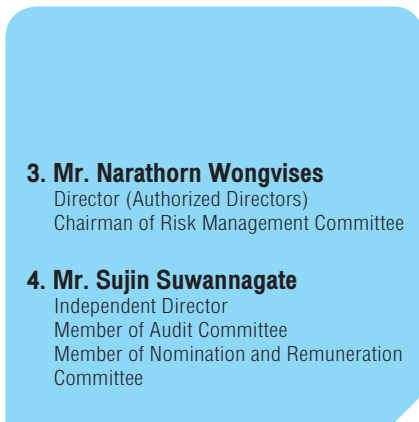 3. Mr. Narathorn Wongvises
Director (Authorized Directors)
Chairman of Risk Management Committee
4. Mr. Sujin Suwannagate
Independent Director
Member of Audit Committee
Member of Nomination and Remuneration
Committee